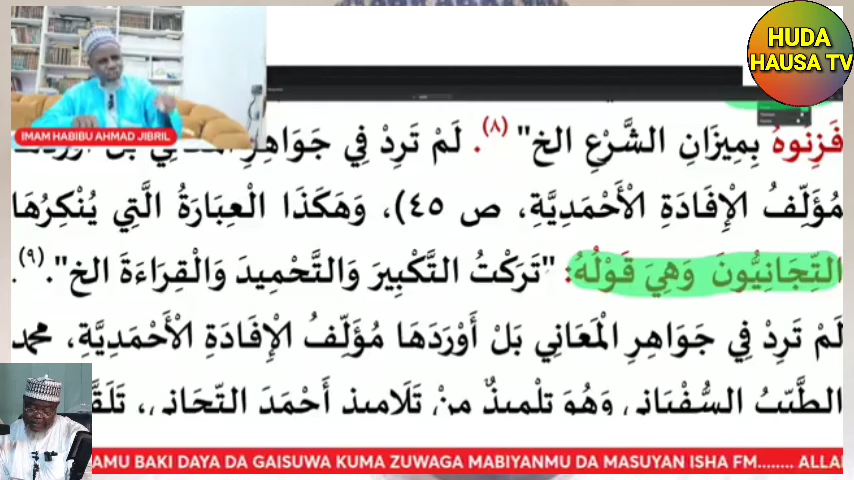 HUDA
HAUSA TV
IMAM HABIBU AHMAD JIBRIL
فَزِنُوهُ بِمِيزَانِ الشَّرْعِ الخ" (٨). لَمْ تَرِدْ فِي جَوَاهِرِ
مُؤَلِّفُ الْإِفَادَةِ الْأَحْمَدِيَّةِ، ص ٤٥)، وَهَكَذَا الْعِبَارَةُ الَّتِي يُنْكِرُهَا
التِّجَانِيُّونَ وَهِيَ قَوْلُهُ: "تَرَكْتُ التَّكْبِيرَ وَالتَّحْمِيدَ وَالْقِرَاءَةَ الخ". (٩).
لَمْ تَرِدْ فِي جَوَاهِرِ الْمَعَانِي بَلْ أَوْرَدَهَا مُؤَلِّفُ الْإِفَادَةِ الْأَحْمَدِيَّةِ، محمد
الطَّيِّبُ السُّفْيَانِي وَهُوَ تِلْمِيذٌ مِنْ تَلَامِيذِ أَحْمَدَ التِّجَانِي،
AMU BAKI DAYA DA GAISUWA KUMA ZUWAGA MABIYANMU DA MASUYAN ISHA FM........ ALLA